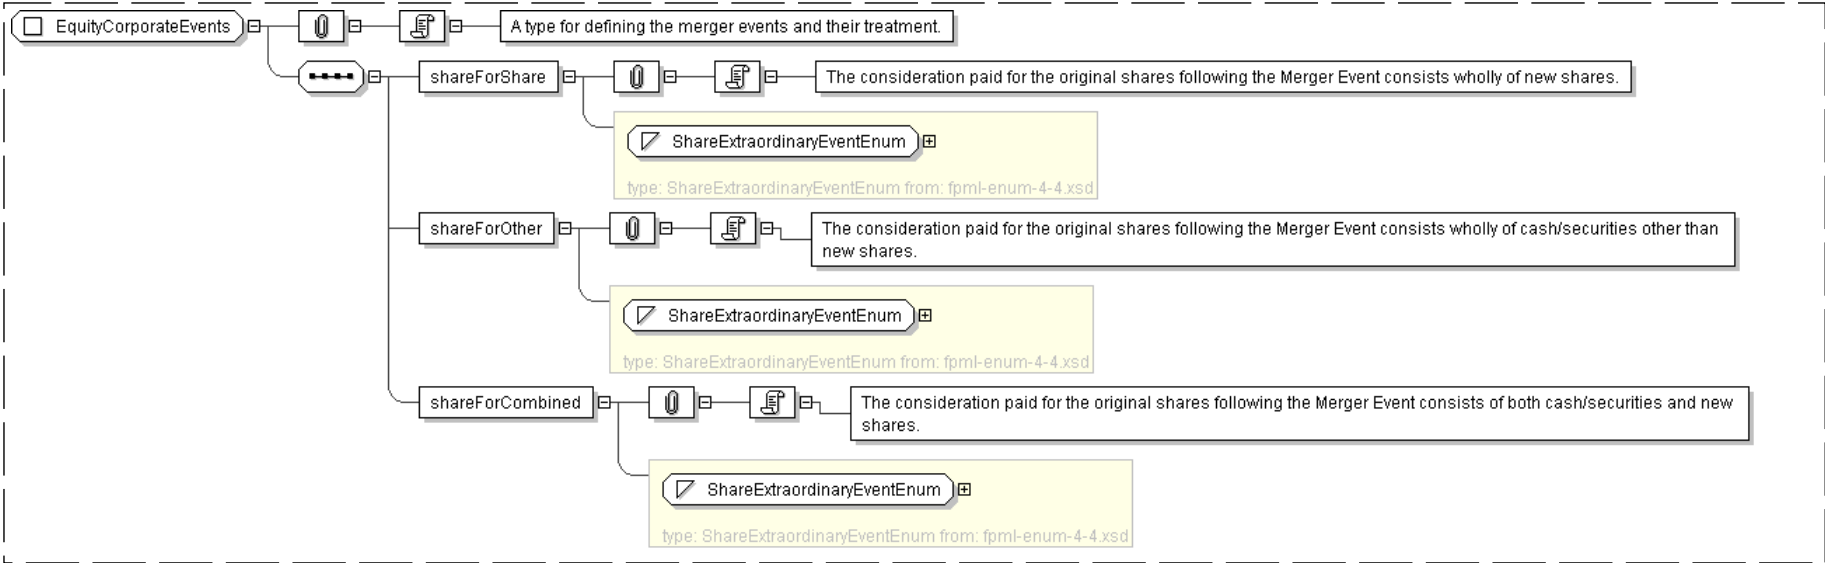 EquityCorporateEvents
A type for defining the merger events and their treatment.
shareForShare
The consideration paid for the original shares following the Merger Event consists wholly of new shares.
ShareExtraordinaryEventEnum
type: ShareExtraordinaryEventEnum from: fpml-enum-4-4.xsd
shareForOther
The consideration paid for the original shares following the Merger Event consists wholly of cash/securities other than
new shares.
ShareExtraordinaryEventEnum
type: ShareExtraordinaryEventEnum from: fpml-enum-4-4.xsd
shareForCombined
The consideration paid for the original shares following the Merger Event consists of both cash/securities and new
shares.
ShareExtraordinaryEventEnum
type: ShareExtraordinaryEventEnum from: fpml-enum-4-4.xsd